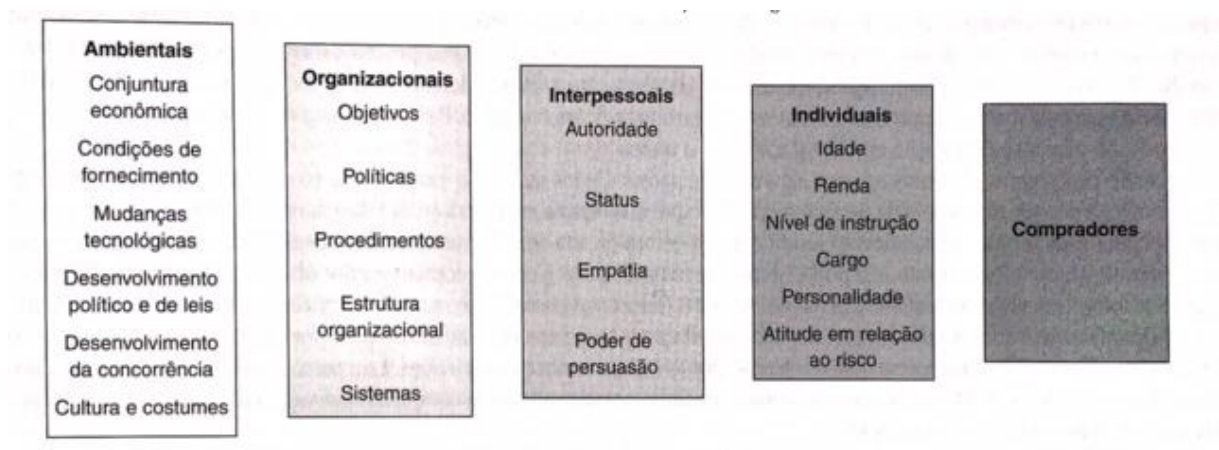 Ambientais
Conjuntura
econômica
Condições de
fornecimento
Mudanças
tecnológicas
Desenvolvimento
político e de leis
Desenvolvimento
da concorrência
Cultura e costumes
Organizacionais
Objetivos
Políticas
Procedimentos
Estrutura
organizacional
Sistemas
Interpessoais
Autoridade
Status
Empatia
Poder de
persuasão
Individuais
Idade
Renda
Nível de instrução
Cargo
Personalidade
Atitude em relação
ao risco
Compradores